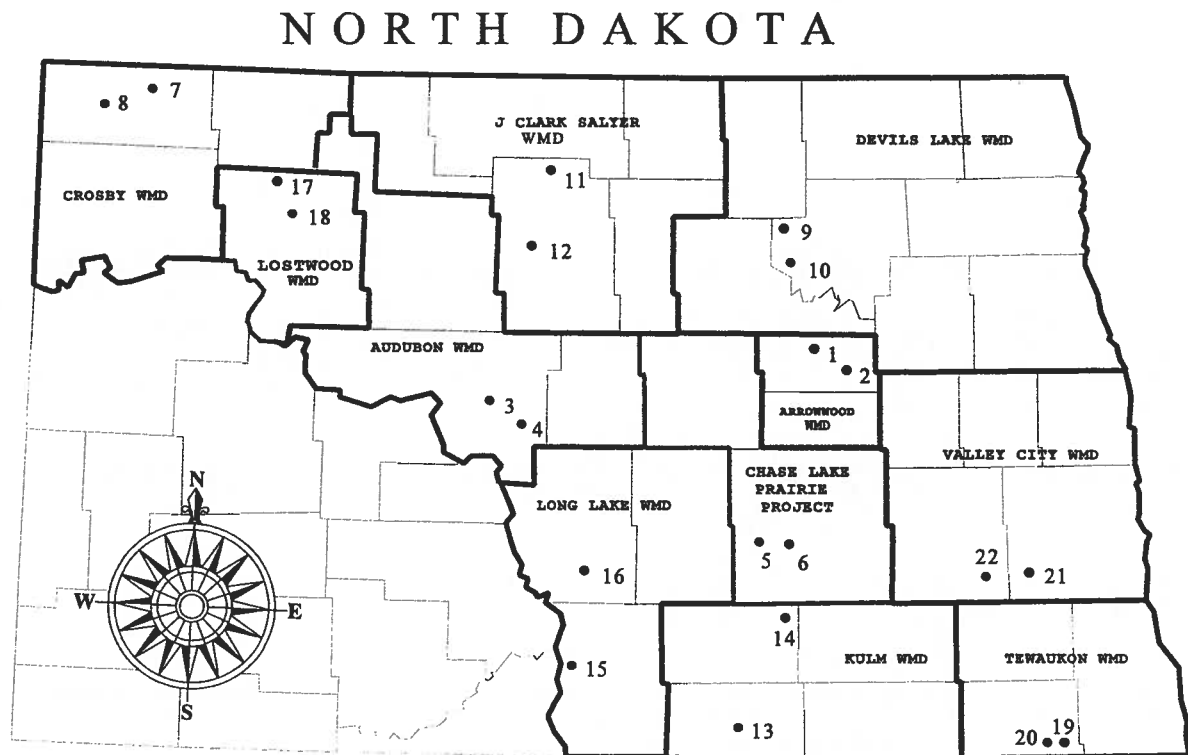 NORTH DAKOTA
7
8
J CLARK SALYER
WMD
DEVILS LAKE WMD
11
17
CROSBY WMD
18
9
12
10
LOSTWOOD
WMD
AUDUBON WMD
1
2
3
4
ARROWWOOD
WMD
VALLEY CITY WMD
CHASE LAKE
PRAIRIE
PROJECT
N
LONG LAKE WMD
5
6
22
21
16
W
E
14
15
KULM WMD
TEWAUKON WMD
S
13
20
19